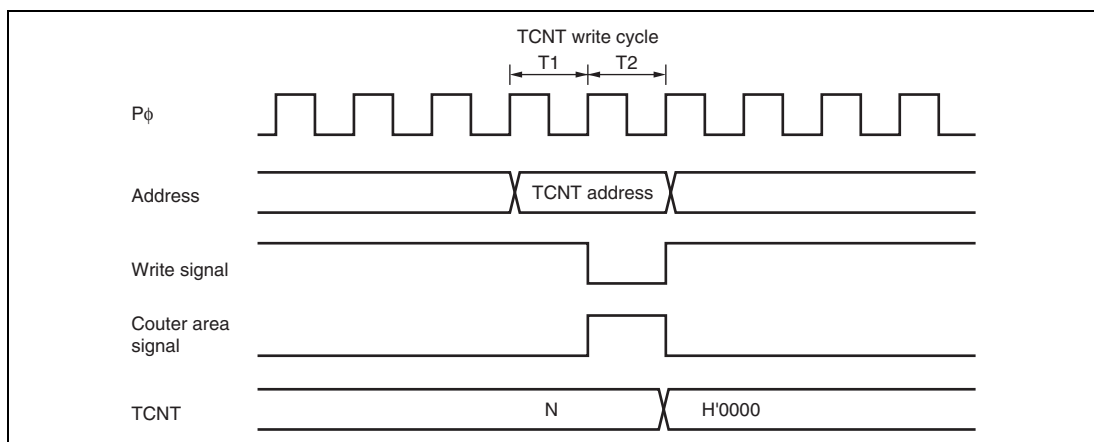 TCNT write cycle
T1 T2
Pϕ
Address
TCNT address
Write signal
Couter area
signal
TCNT
N
H'0000